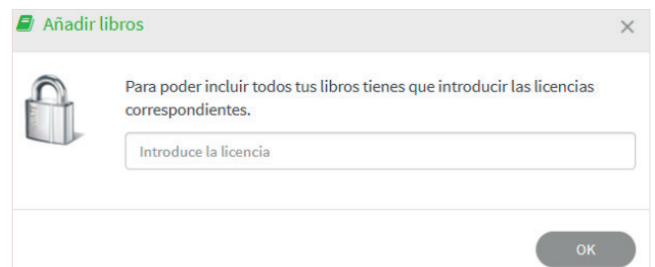 Añadir libros
Para poder incluir todos tus libros tienes que introducir las licencias
correspondientes.
Introduce la licencia
OK